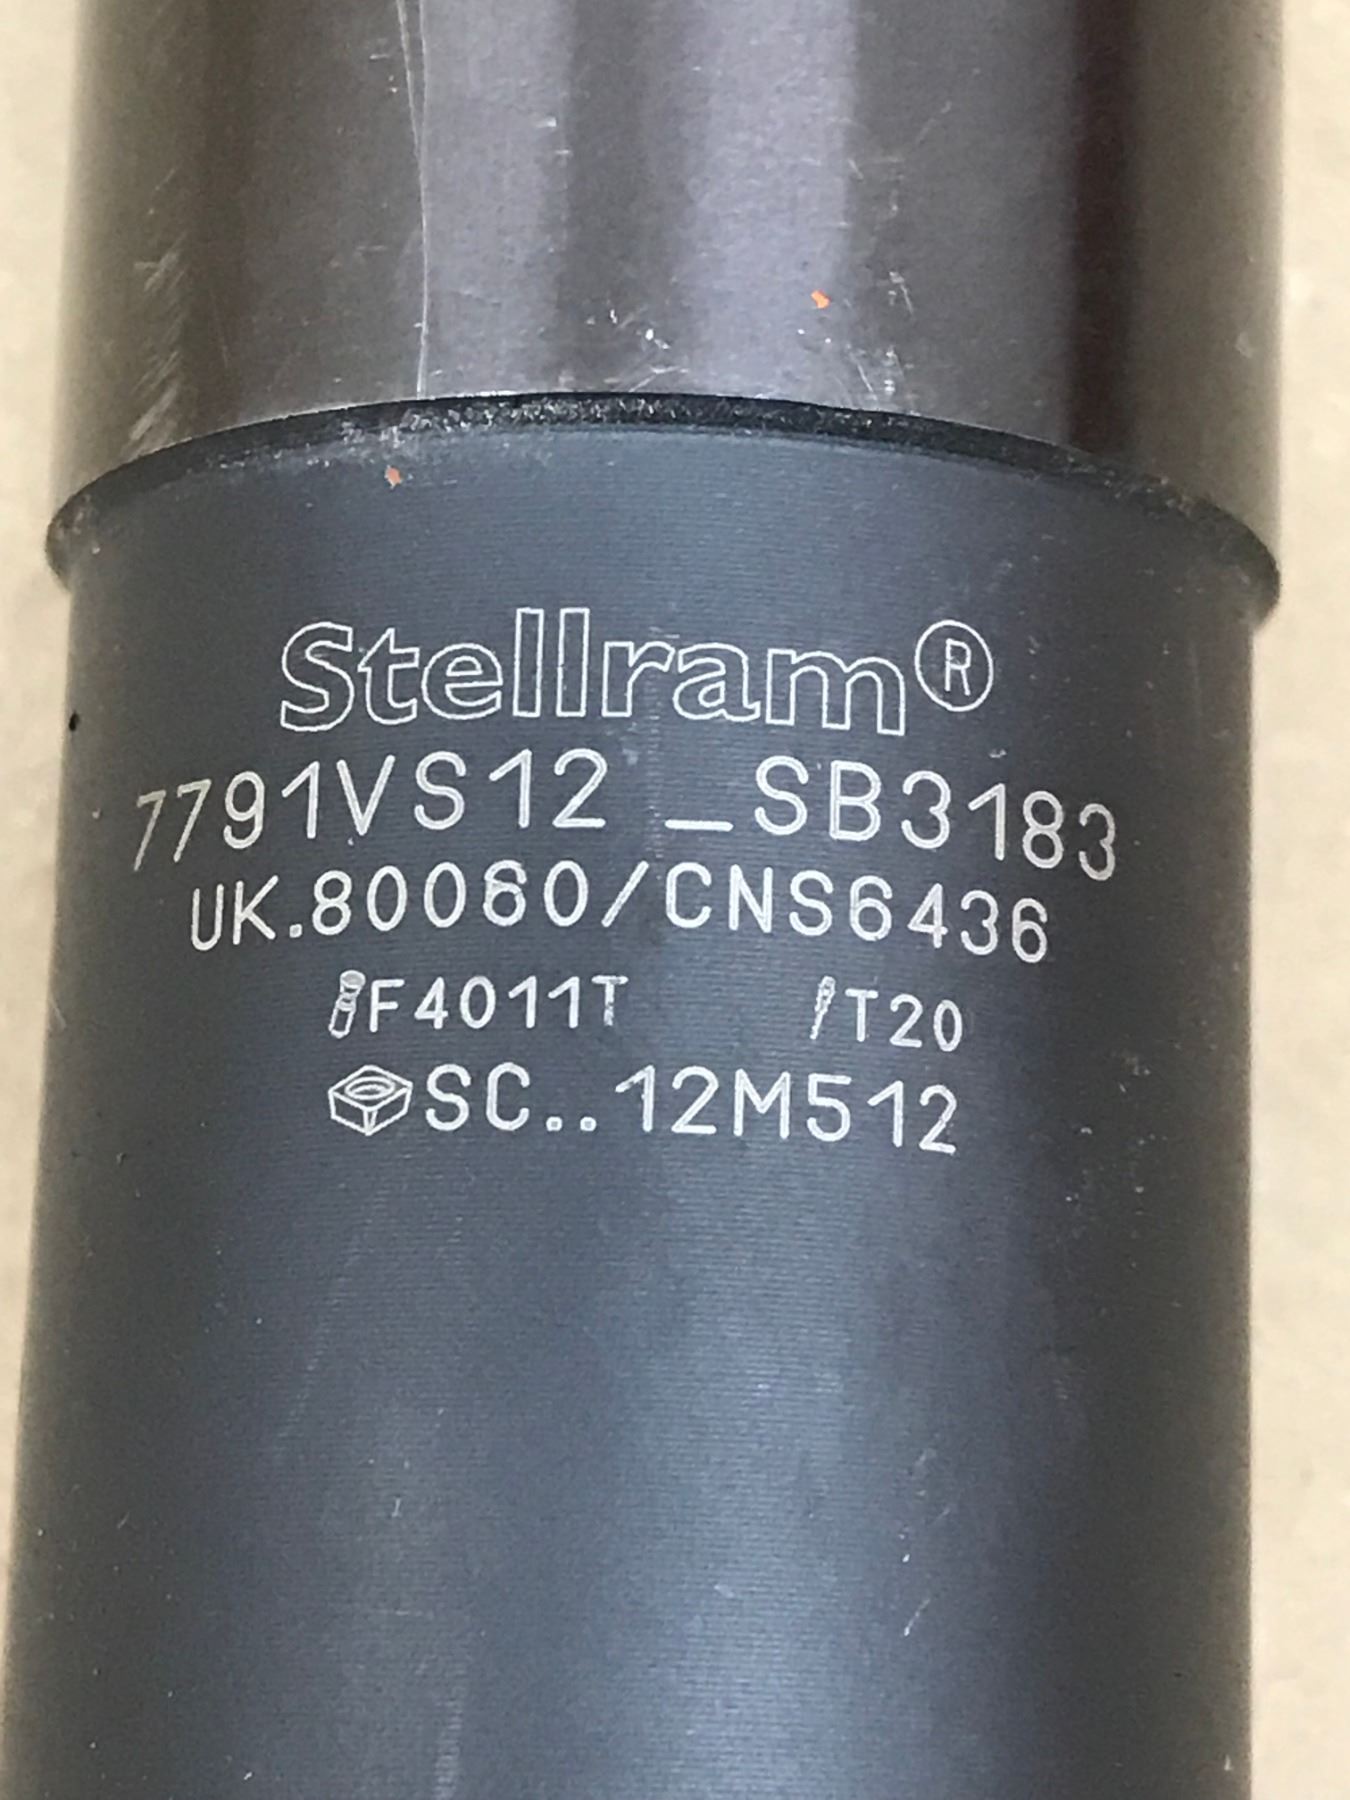 Stellram®
7791VS12_SB3183
UK.80060/CNS6436
F4011T T20
SC..12M512